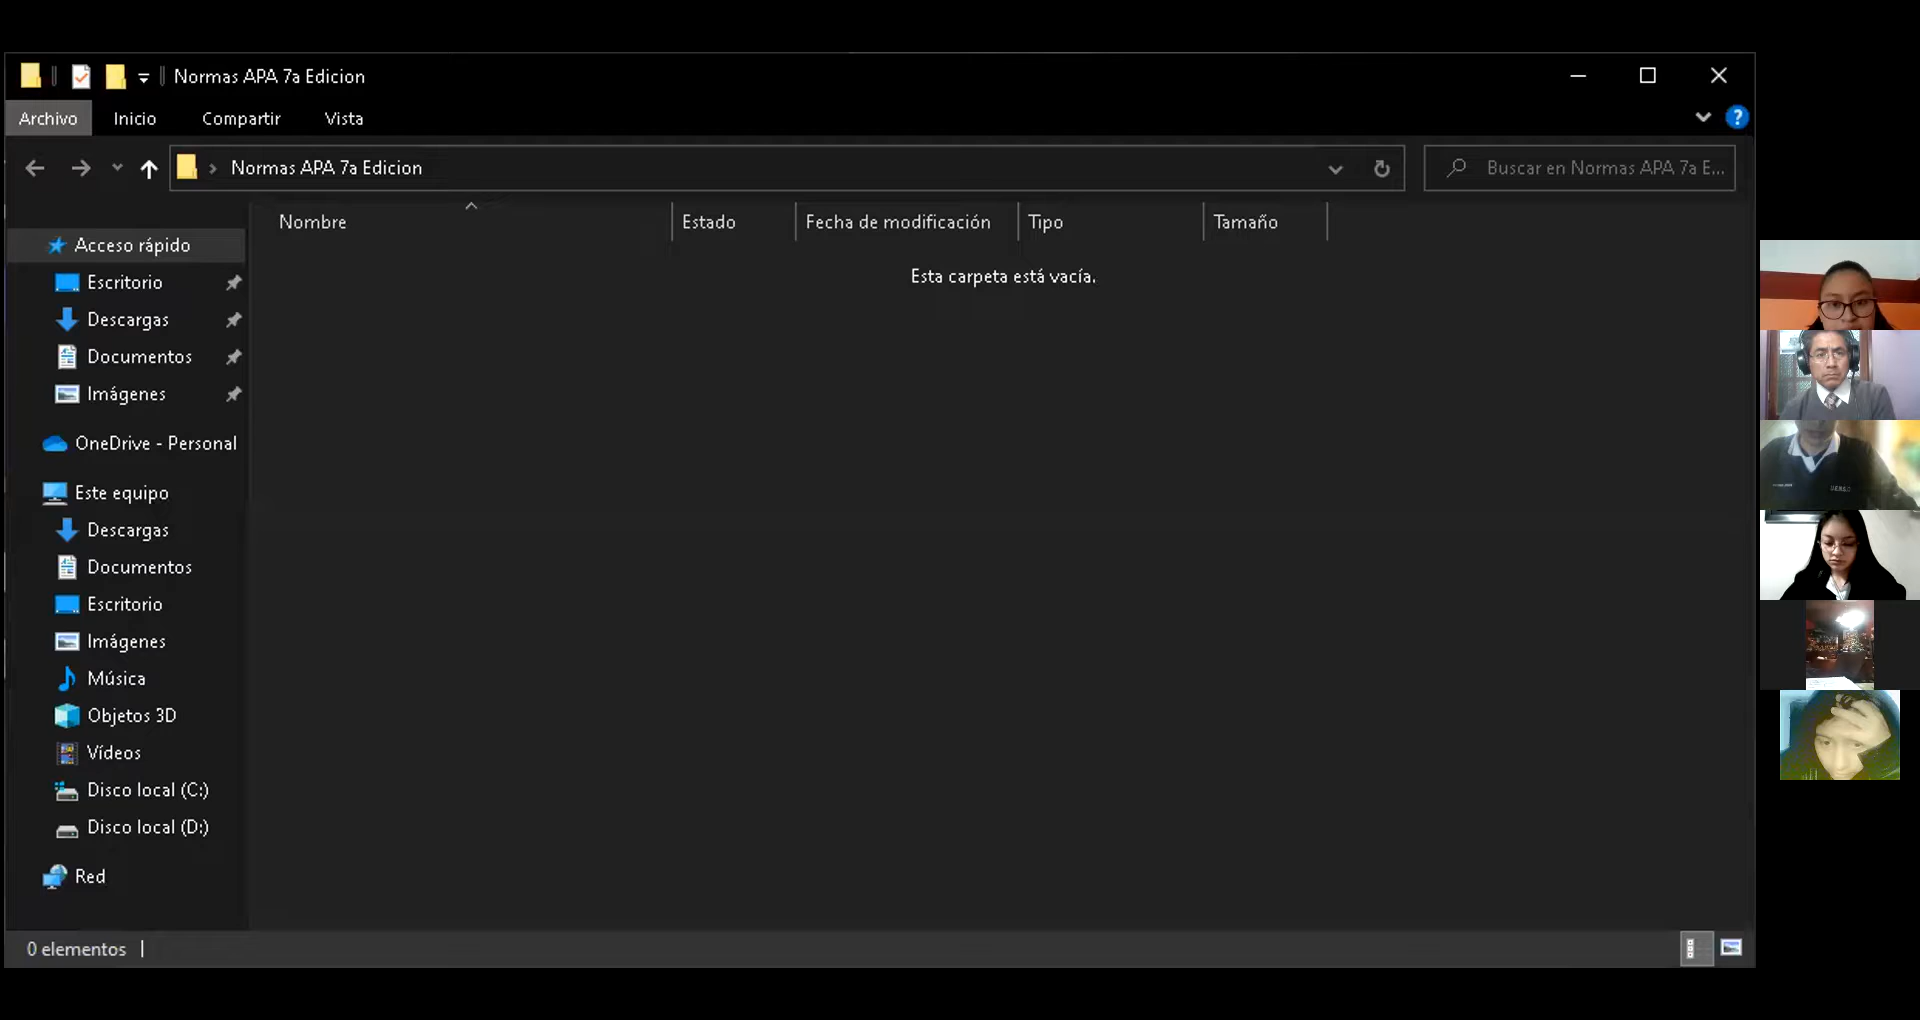 Normas APA 7a Edicion
Archivo
Inicio
Compartir
Vista
?
Normas APA 7a Edicion
Buscar en Normas APA 7a E...
Nombre
Estado
Fecha de modificación
Tipo
Tamaño
Esta carpeta está vacía.
Acceso rápido
Escritorio
Descargas
Documentos
Imágenes
OneDrive - Personal
Este equipo
Descargas
Documentos
Escritorio
Imágenes
Música
Objetos 3D
Vídeos
Disco local (C:)
Disco local (D:)
Red
0 elementos